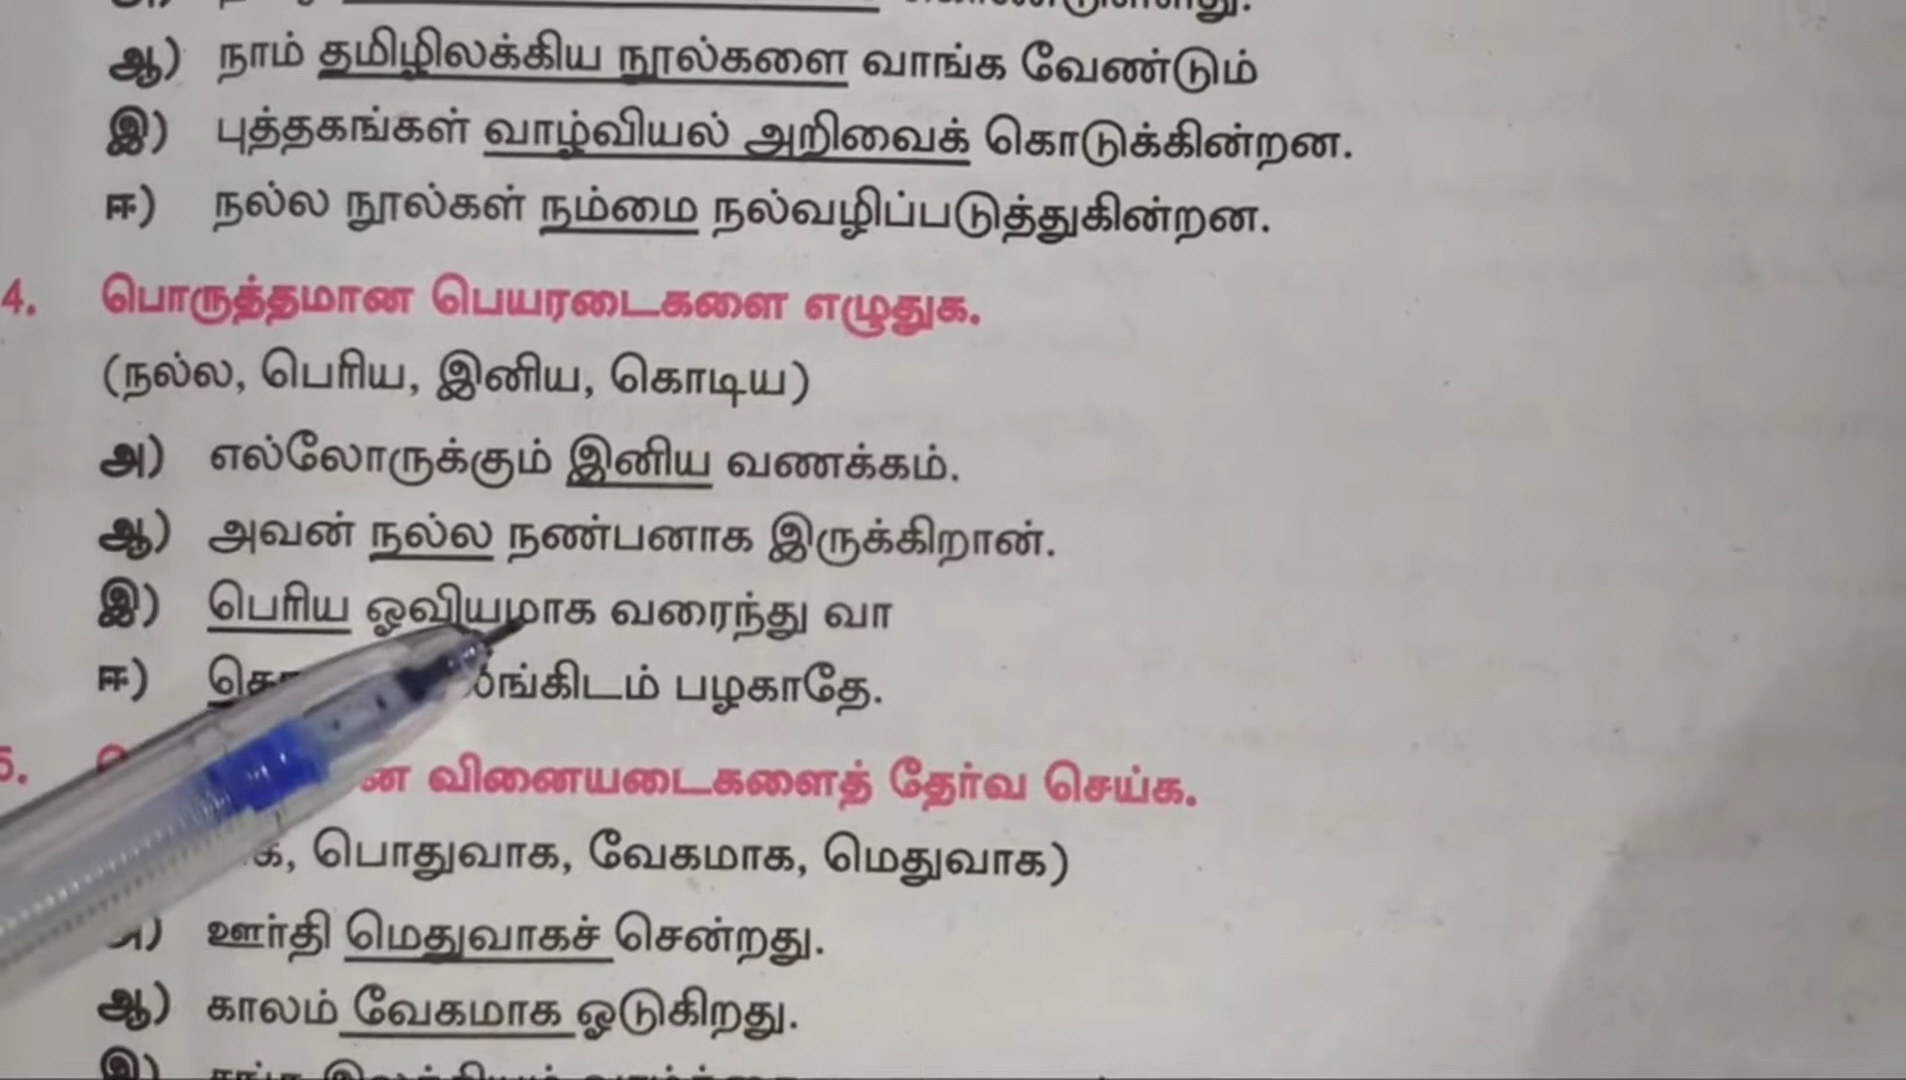 ஆ) நாம் தமிழிலக்கிய நூல்களை வாங்க வேண்டும்
இ) புத்தகங்கள் வாழ்வியல் அறிவைக் கொடுக்கின்றன.
ஈ) நல்ல நூல்கள் நம்மை நல்வழிப்படுத்துகின்றன.
4. பொருத்தமான பெயரடைகளை எழுதுக.
(நல்ல, பெரிய, இனிய, கொடிய)
அ) எல்லோருக்கும் இனிய வணக்கம்.
ஆ) அவன் நல்ல நண்பனாக இருக்கிறான்.
இ) பெரிய ஓவியமாக வரைந்து வா
ஈ) பழகாதே.
5. வினையடைகளைத் தேர்வு செய்க.
பொதுவாக, வேகமாக, மெதுவாக)
அ) ஊர்தி மெதுவாகச் சென்றது.
ஆ) காலம் வேகமாக ஓடுகிறது.
இ)